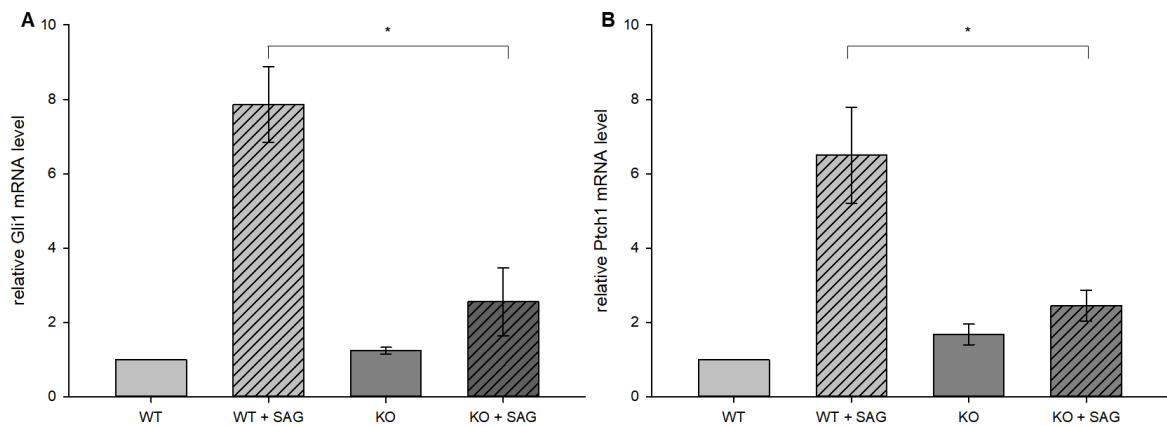 A
relative Gli1 mRNA level
10
8
6
4
2
0
*
WT
WT + SAG
KO
KO + SAG
B
relative Ptch1 mRNA level
10
8
6
4
2
0
*
WT
WT + SAG
KO
KO + SAG